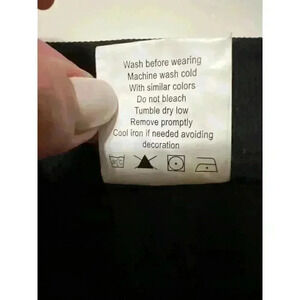 Wash before wearing
Machine wash cold
With similar colors
Do not bleach
Tumble dry low
Remove promptly
Cool iron if needed avoiding
decoration